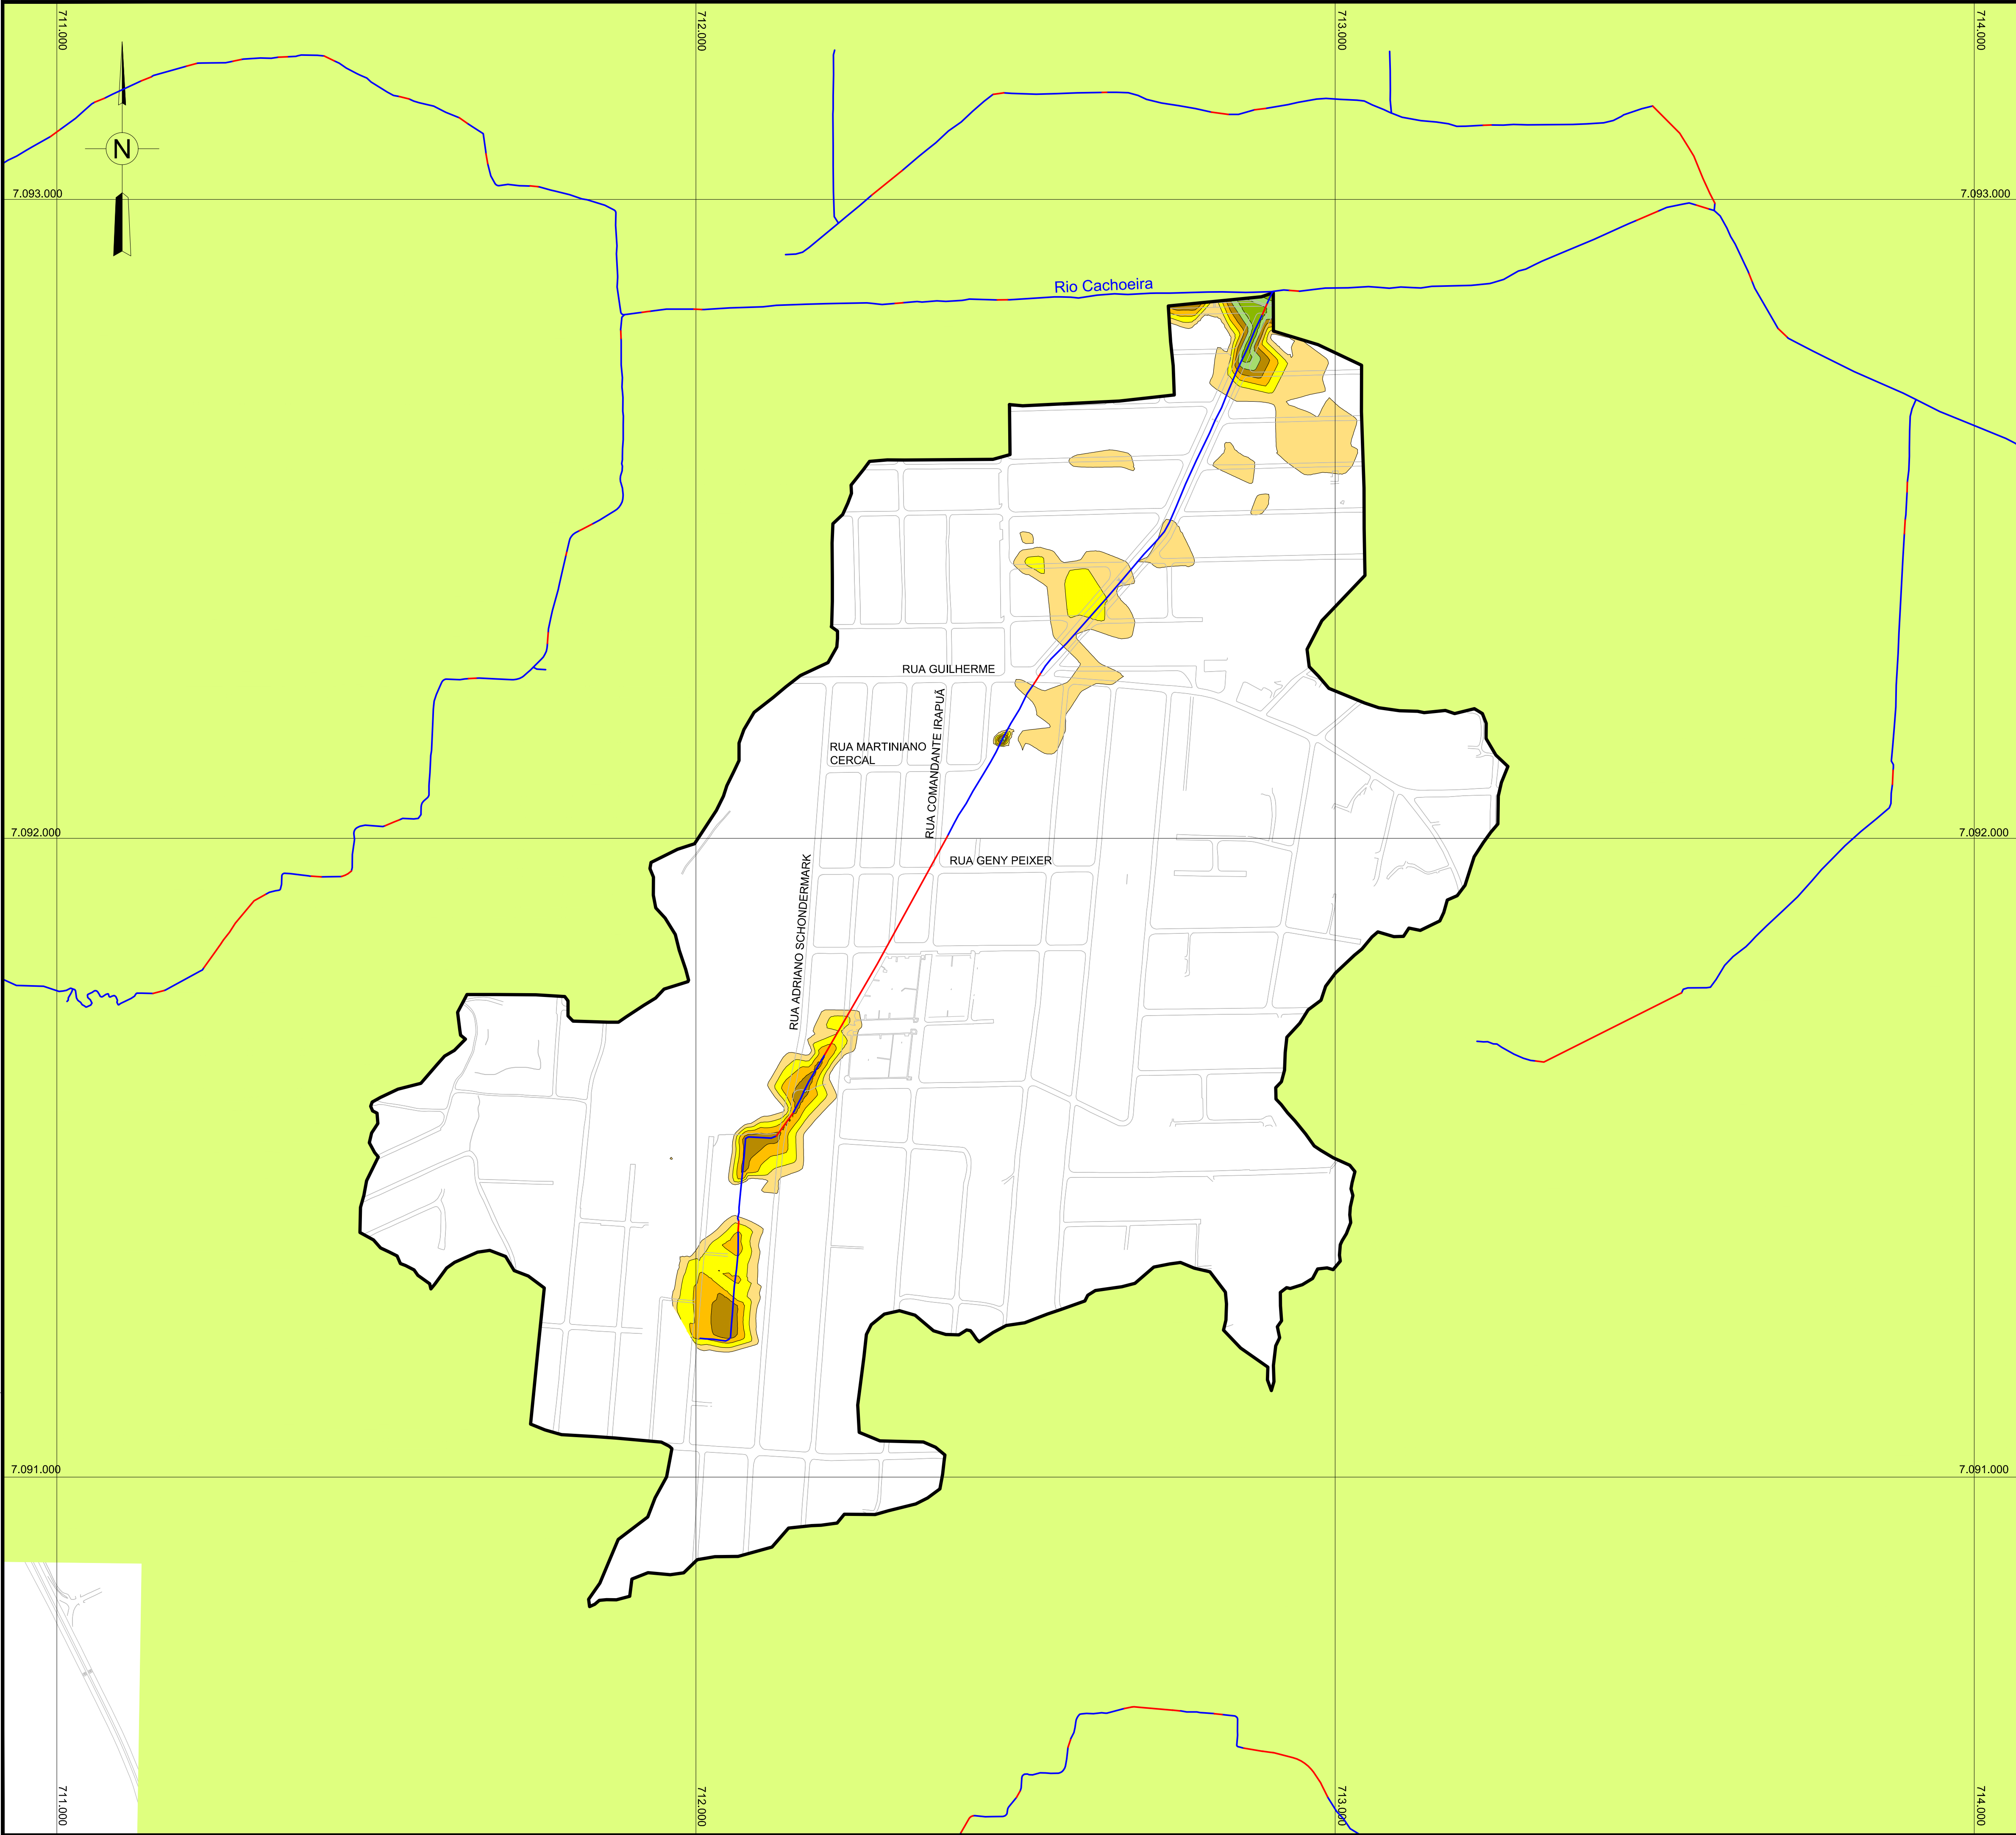 711.000
712.000
713.000
714.000
N
7.093.000
7.093.000
Rio Cachoeira
RUA GUILHERME
RUA COMANDANTE IRAPUÃ
RUA MARTINIANO
CERCAL
7.092.000
7.092.000
RUA GENY PEIXER
RUA ADRIANO SCHONDERMARK
7.091.000
7.091.000
711.000
712.000
713.000
714.000